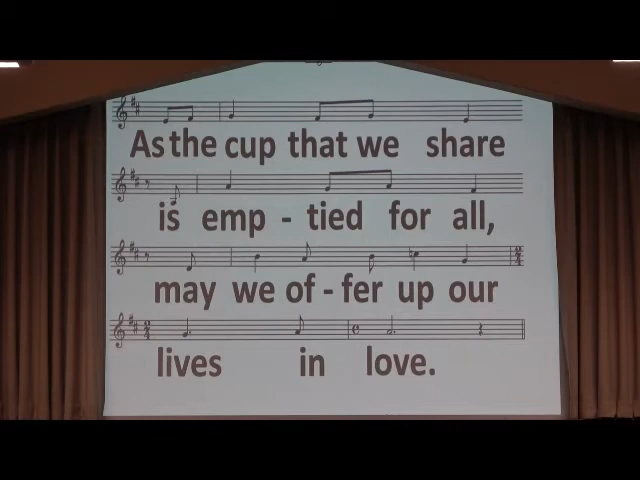 As the cup that we share
is emp - tied for all,
may we of - fer up our
lives in love.